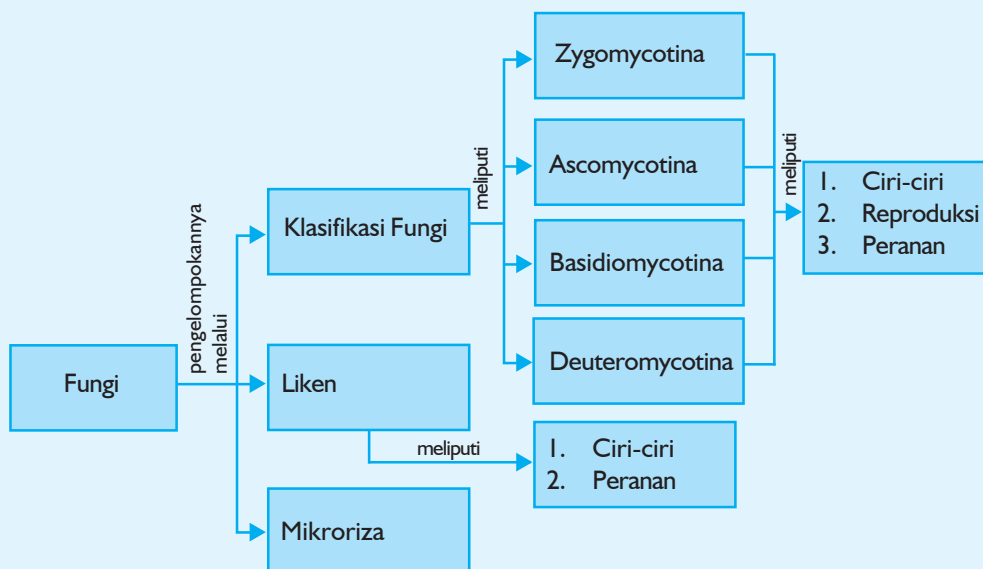 Fungi
pengelompokannya
melalui
Klasifikasi Fungi
Liken
Mikroriza
meliputi
Zygomycotina
Ascomycotina
Basidiomycotina
Deuteromycotina
meliputi
1. Ciri-ciri
2. Reproduksi
3. Peranan
meliputi
1. Ciri-ciri
2. Peranan